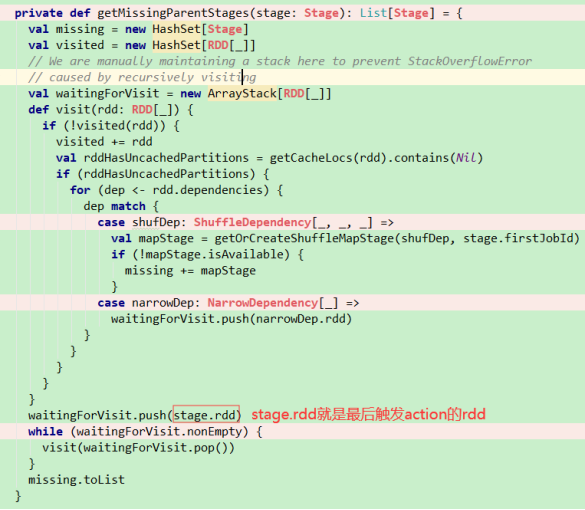 private def getMissingParentStages(stage: Stage): List[Stage] = {
  val missing = new HashSet[Stage]
  val visited = new HashSet[RDD[_]]
  // We are manually maintaining a stack here to prevent StackOverflowError
  // caused by recursively visiting
  val waitingForVisit = new ArrayStack[RDD[_]]
  def visit(rdd: RDD[_]) {
    if (!visited(rdd)) {
      visited += rdd
      val rddHasUncachedPartitions = getCacheLocs(rdd).contains(Nil)
      if (rddHasUncachedPartitions) {
        for (dep <- rdd.dependencies) {
          dep match {
            case shufDep: ShuffleDependency[_, _, _] =>
              val mapStage = getOrCreateShuffleMapStage(shufDep, stage.firstJobId)
              if (!mapStage.isAvailable) {
                missing += mapStage
              }
            case narrowDep: NarrowDependency[_] =>
              waitingForVisit.push(narrowDep.rdd)
          }
        }
      }
    }
  }
  waitingForVisit.push(stage.rdd) stage.rdd就是最后触发action的rdd
  while (waitingForVisit.nonEmpty) {
    visit(waitingForVisit.pop())
  }
  missing.toList
}